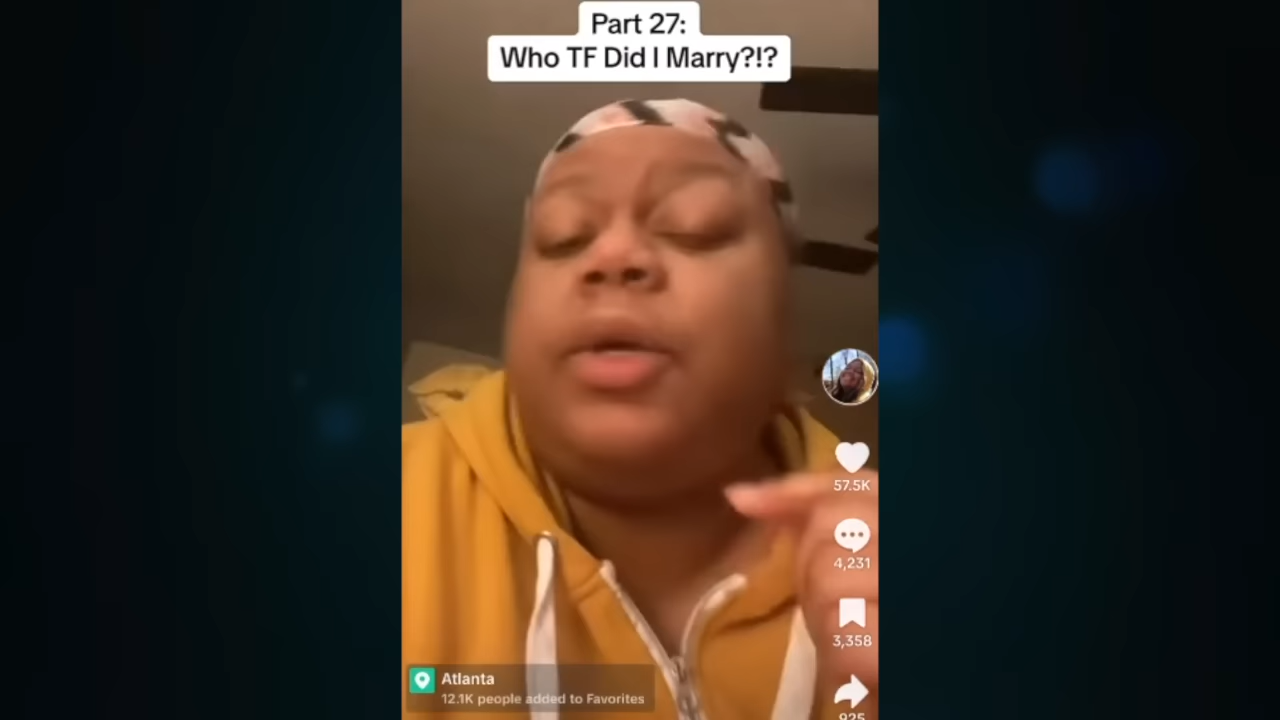 Part 27:
Who TF Did I Marry?!?
57.5K
4,231
3,358
Atlanta
12.1K people added to Favorites
925